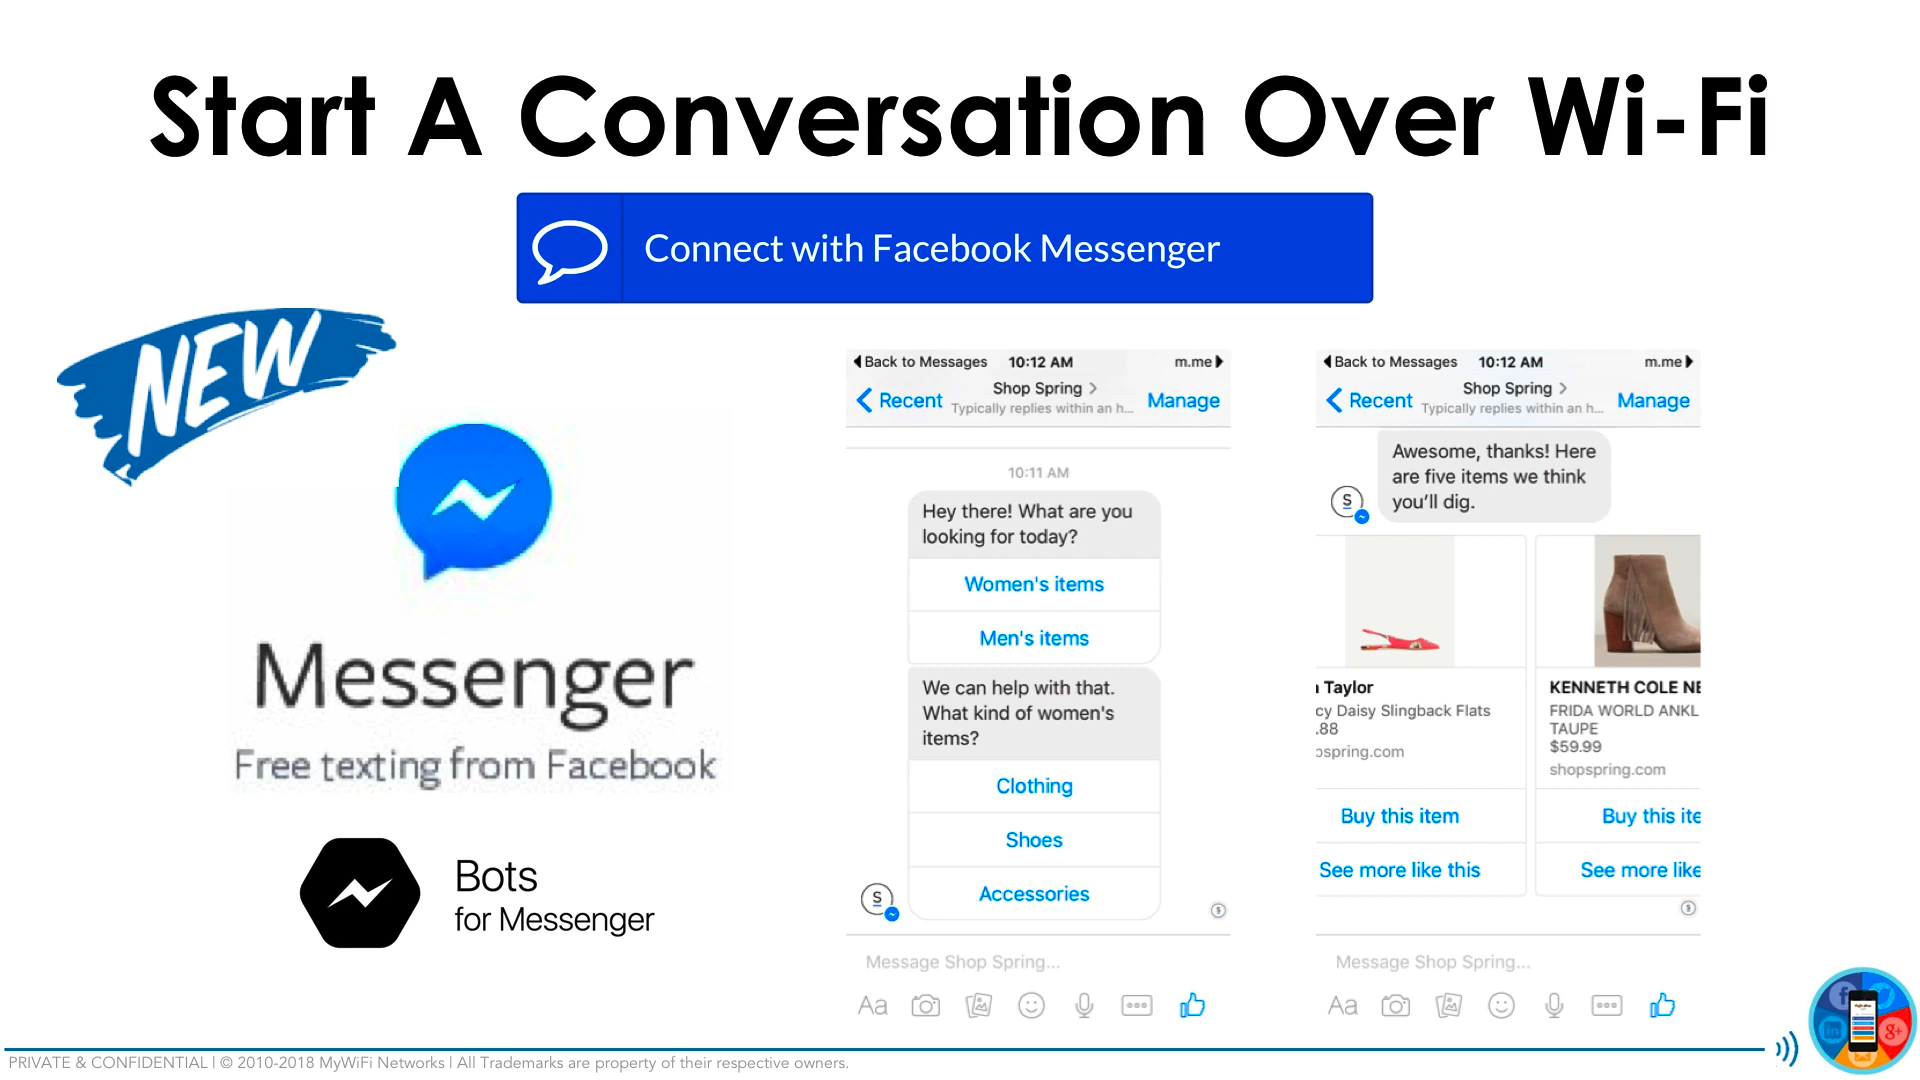 Start A Conversation Over Wi-Fi
Connect with Facebook Messenger
NEW
Messenger
Free texting from Facebook
Bots
for Messenger
Back to Messages 10:12 AM m.me
Recent Shop Spring Manage
Typically replies within an h...
10:11 AM
Hey there! What are you
looking for today?
Women's items
Men's items
We can help with that.
What kind of women's
items?
Clothing
Shoes
Accessories
S
Message Shop Spring...
Aa
Back to Messages 10:12 AM m.me
Recent Shop Spring Manage
Typically replies within an h...
Awesome, thanks! Here
are five items we think
you’ll dig.
S
Taylor
cy Daisy Slingback Flats
.88
spring.com
Buy this item
See more like this
KENNETH COLE NE
FRIDA WORLD ANKL
TAUPE
$59.99
shopspring.com
Buy this ite
See more like
Message Shop Spring...
Aa
PRIVATE & CONFIDENTIAL | © 2010-2018 MyWiFi Networks | All Trademarks are property of their respective owners.